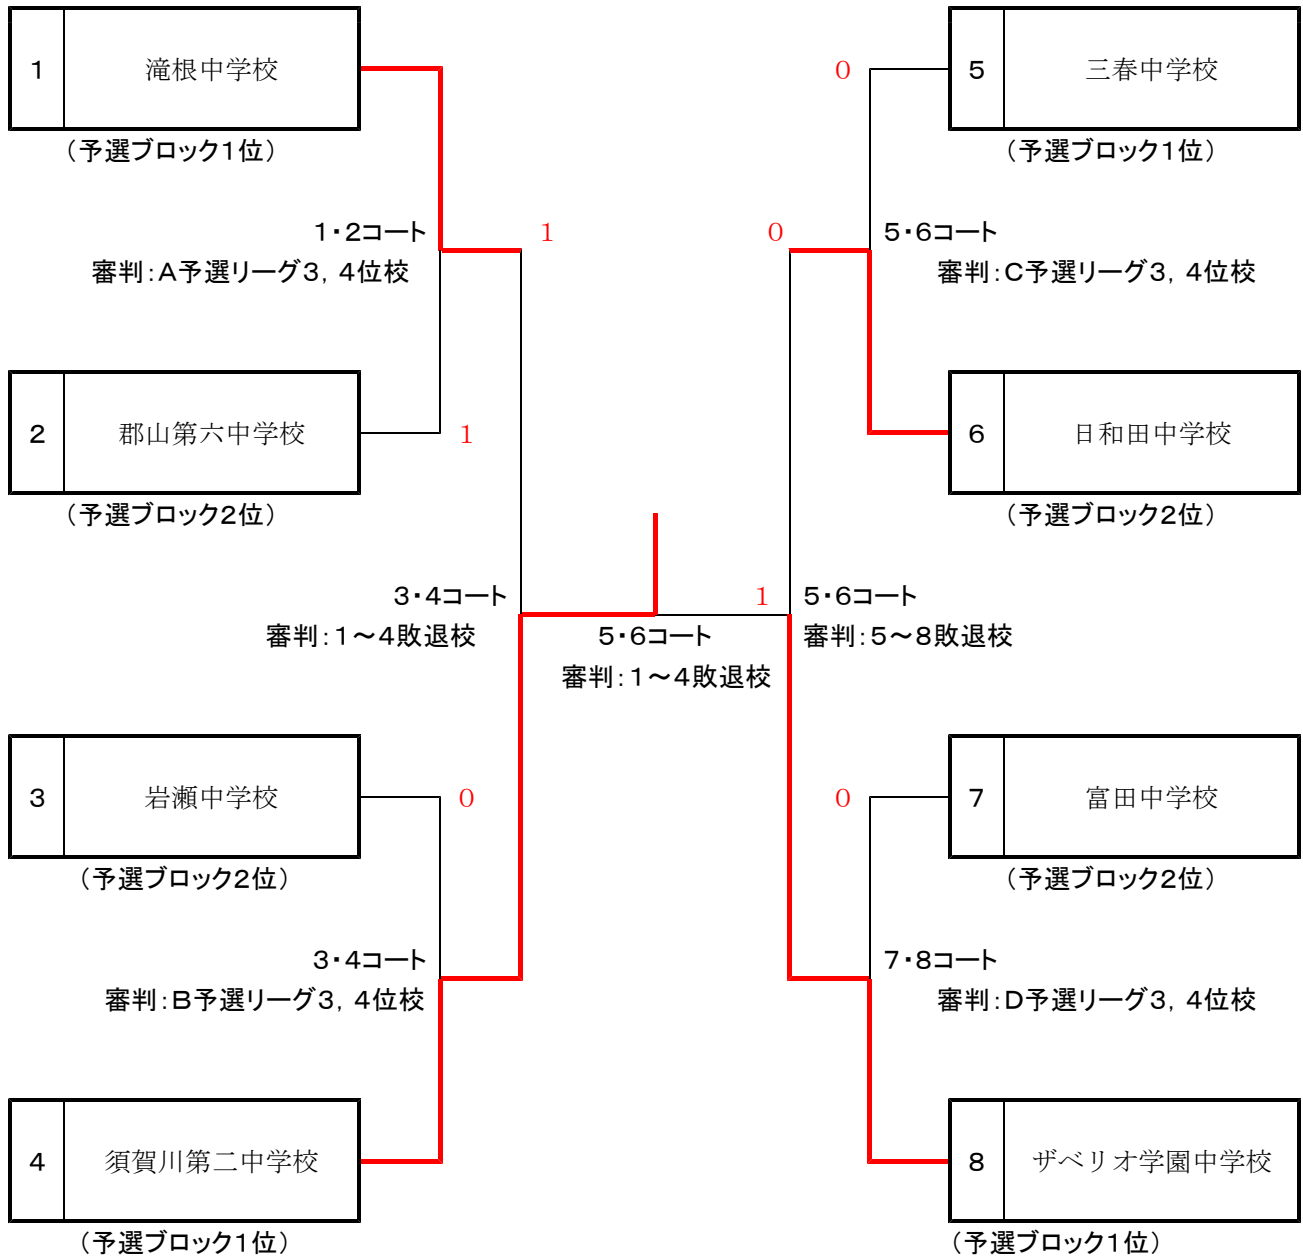 1 滝根中学校
(予選ブロック1位)
1・2コート
審判:A予選リーグ3, 4位校
1
2 郡山第六中学校
1
(予選ブロック2位)
3・4コート
審判:1~4敗退校
3 岩瀬中学校
0
(予選ブロック2位)
3・4コート
審判:B予選リーグ3, 4位校
4 須賀川第二中学校
(予選ブロック1位)
5・6コート
審判:1~4敗退校
0
5 三春中学校
(予選ブロック1位)
0
5・6コート
審判:C予選リーグ3, 4位校
6 日和田中学校
(予選ブロック2位)
1
5・6コート
審判:5~8敗退校
0
7 富田中学校
(予選ブロック2位)
7・8コート
審判:D予選リーグ3, 4位校
8 ザベリオ学園中学校
(予選ブロック1位)